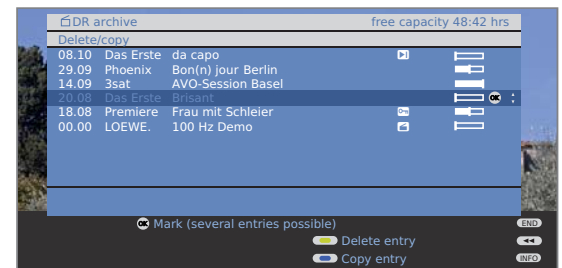 DR archive free capacity 48:42 hrs
Delete/copy
08.10 Das Erste da capo
29.09 Phoenix Bon(n) jour Berlin
14.09 3sat AVO-Session Basel
20.08 Das Erste Brisant OK
18.08 Premiere Frau mit Schleier
00.00 LOEWE. 100 Hz Demo
OK Mark (several entries possible) END
Delete entry
Copy entry INFO